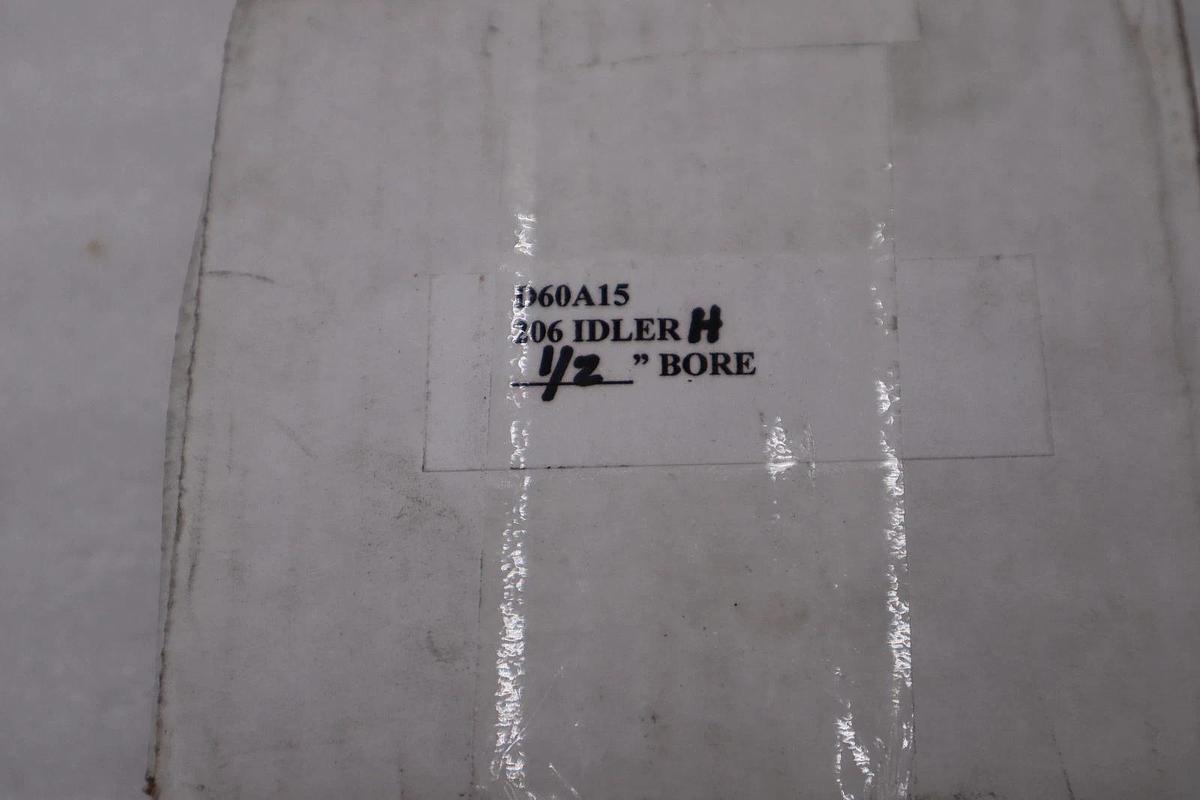 D60A15
206 IDLER H
1/2 ” BORE